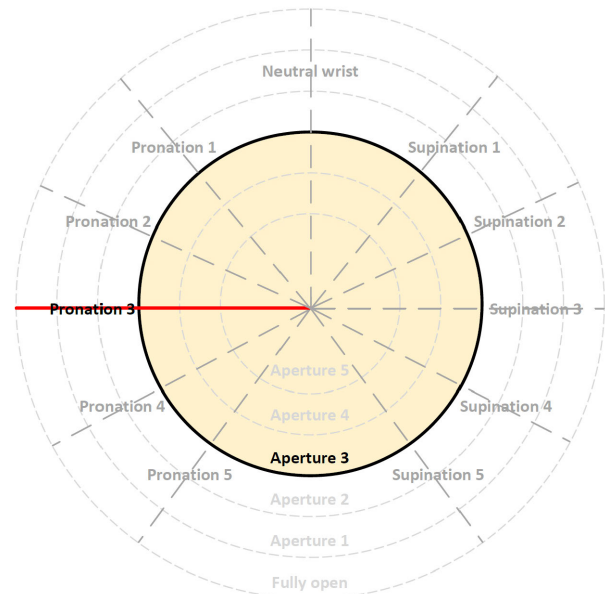 Neutral wrist
Pronation 1
Supination 1
Pronation 2
Supination 2
Pronation 3
Supination 3
Aperture 5
Pronation 4
Supination 4
Aperture 4
Aperture 3
Pronation 5
Supination 5
Aperture 2
Aperture 1
Fully open